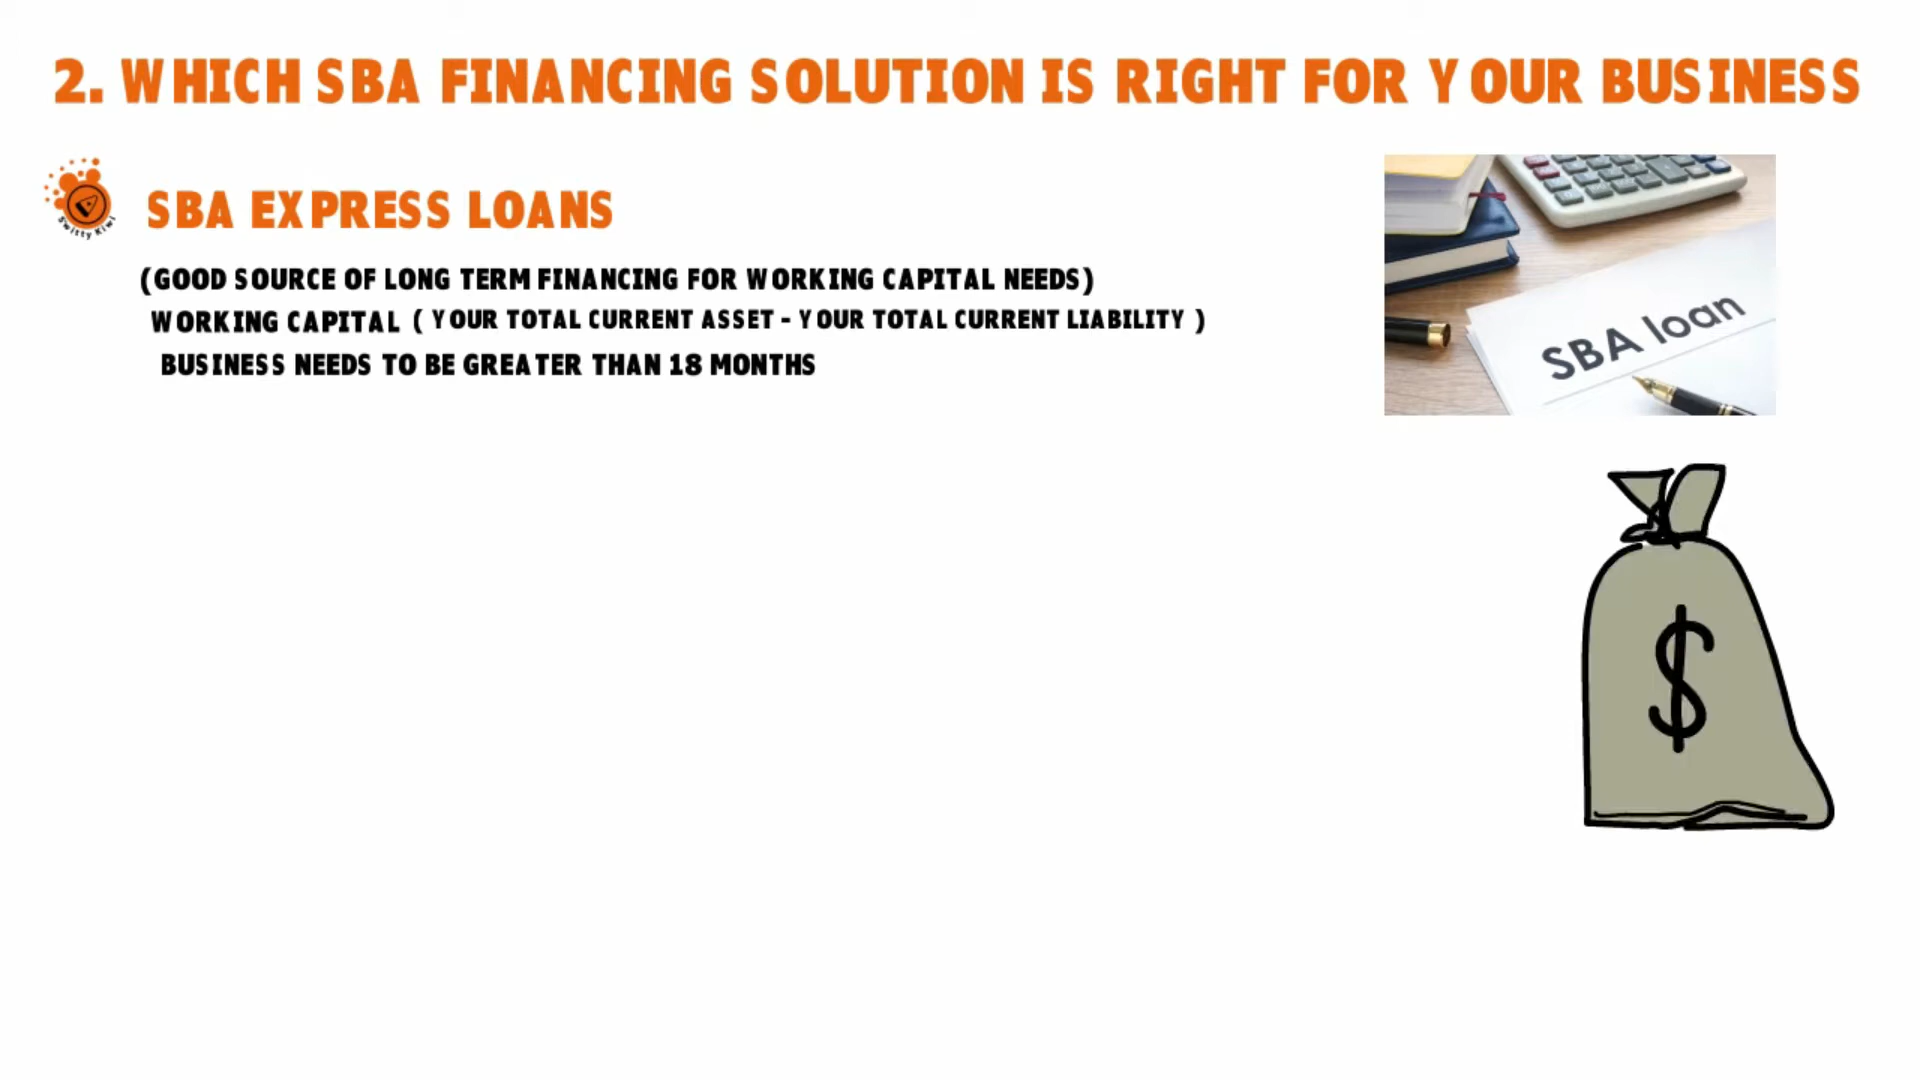 2. WHICH SBA FINANCING SOLUTION IS RIGHT FOR YOUR BUSINESS
Switty Kiwi
SBA EXPRESS LOANS
(GOOD SOURCE OF LONG TERM FINANCING FOR WORKING CAPITAL NEEDS)
WORKING CAPITAL ( YOUR TOTAL CURRENT ASSET - YOUR TOTAL CURRENT LIABILITY )
BUSINESS NEEDS TO BE GREATER THAN 18 MONTHS
SBA loan
$